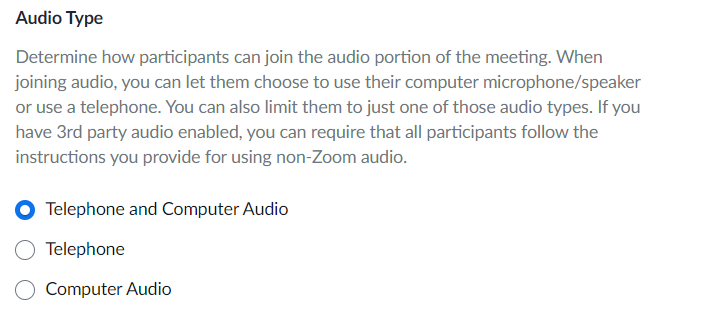 Audio Type
Determine how participants can join the audio portion of the meeting. When
joining audio, you can let them choose to use their computer microphone/speaker
or use a telephone. You can also limit them to just one of those audio types. If you
have 3rd party audio enabled, you can require that all participants follow the
instructions you provide for using non-Zoom audio.
Telephone and Computer Audio
Telephone
Computer Audio